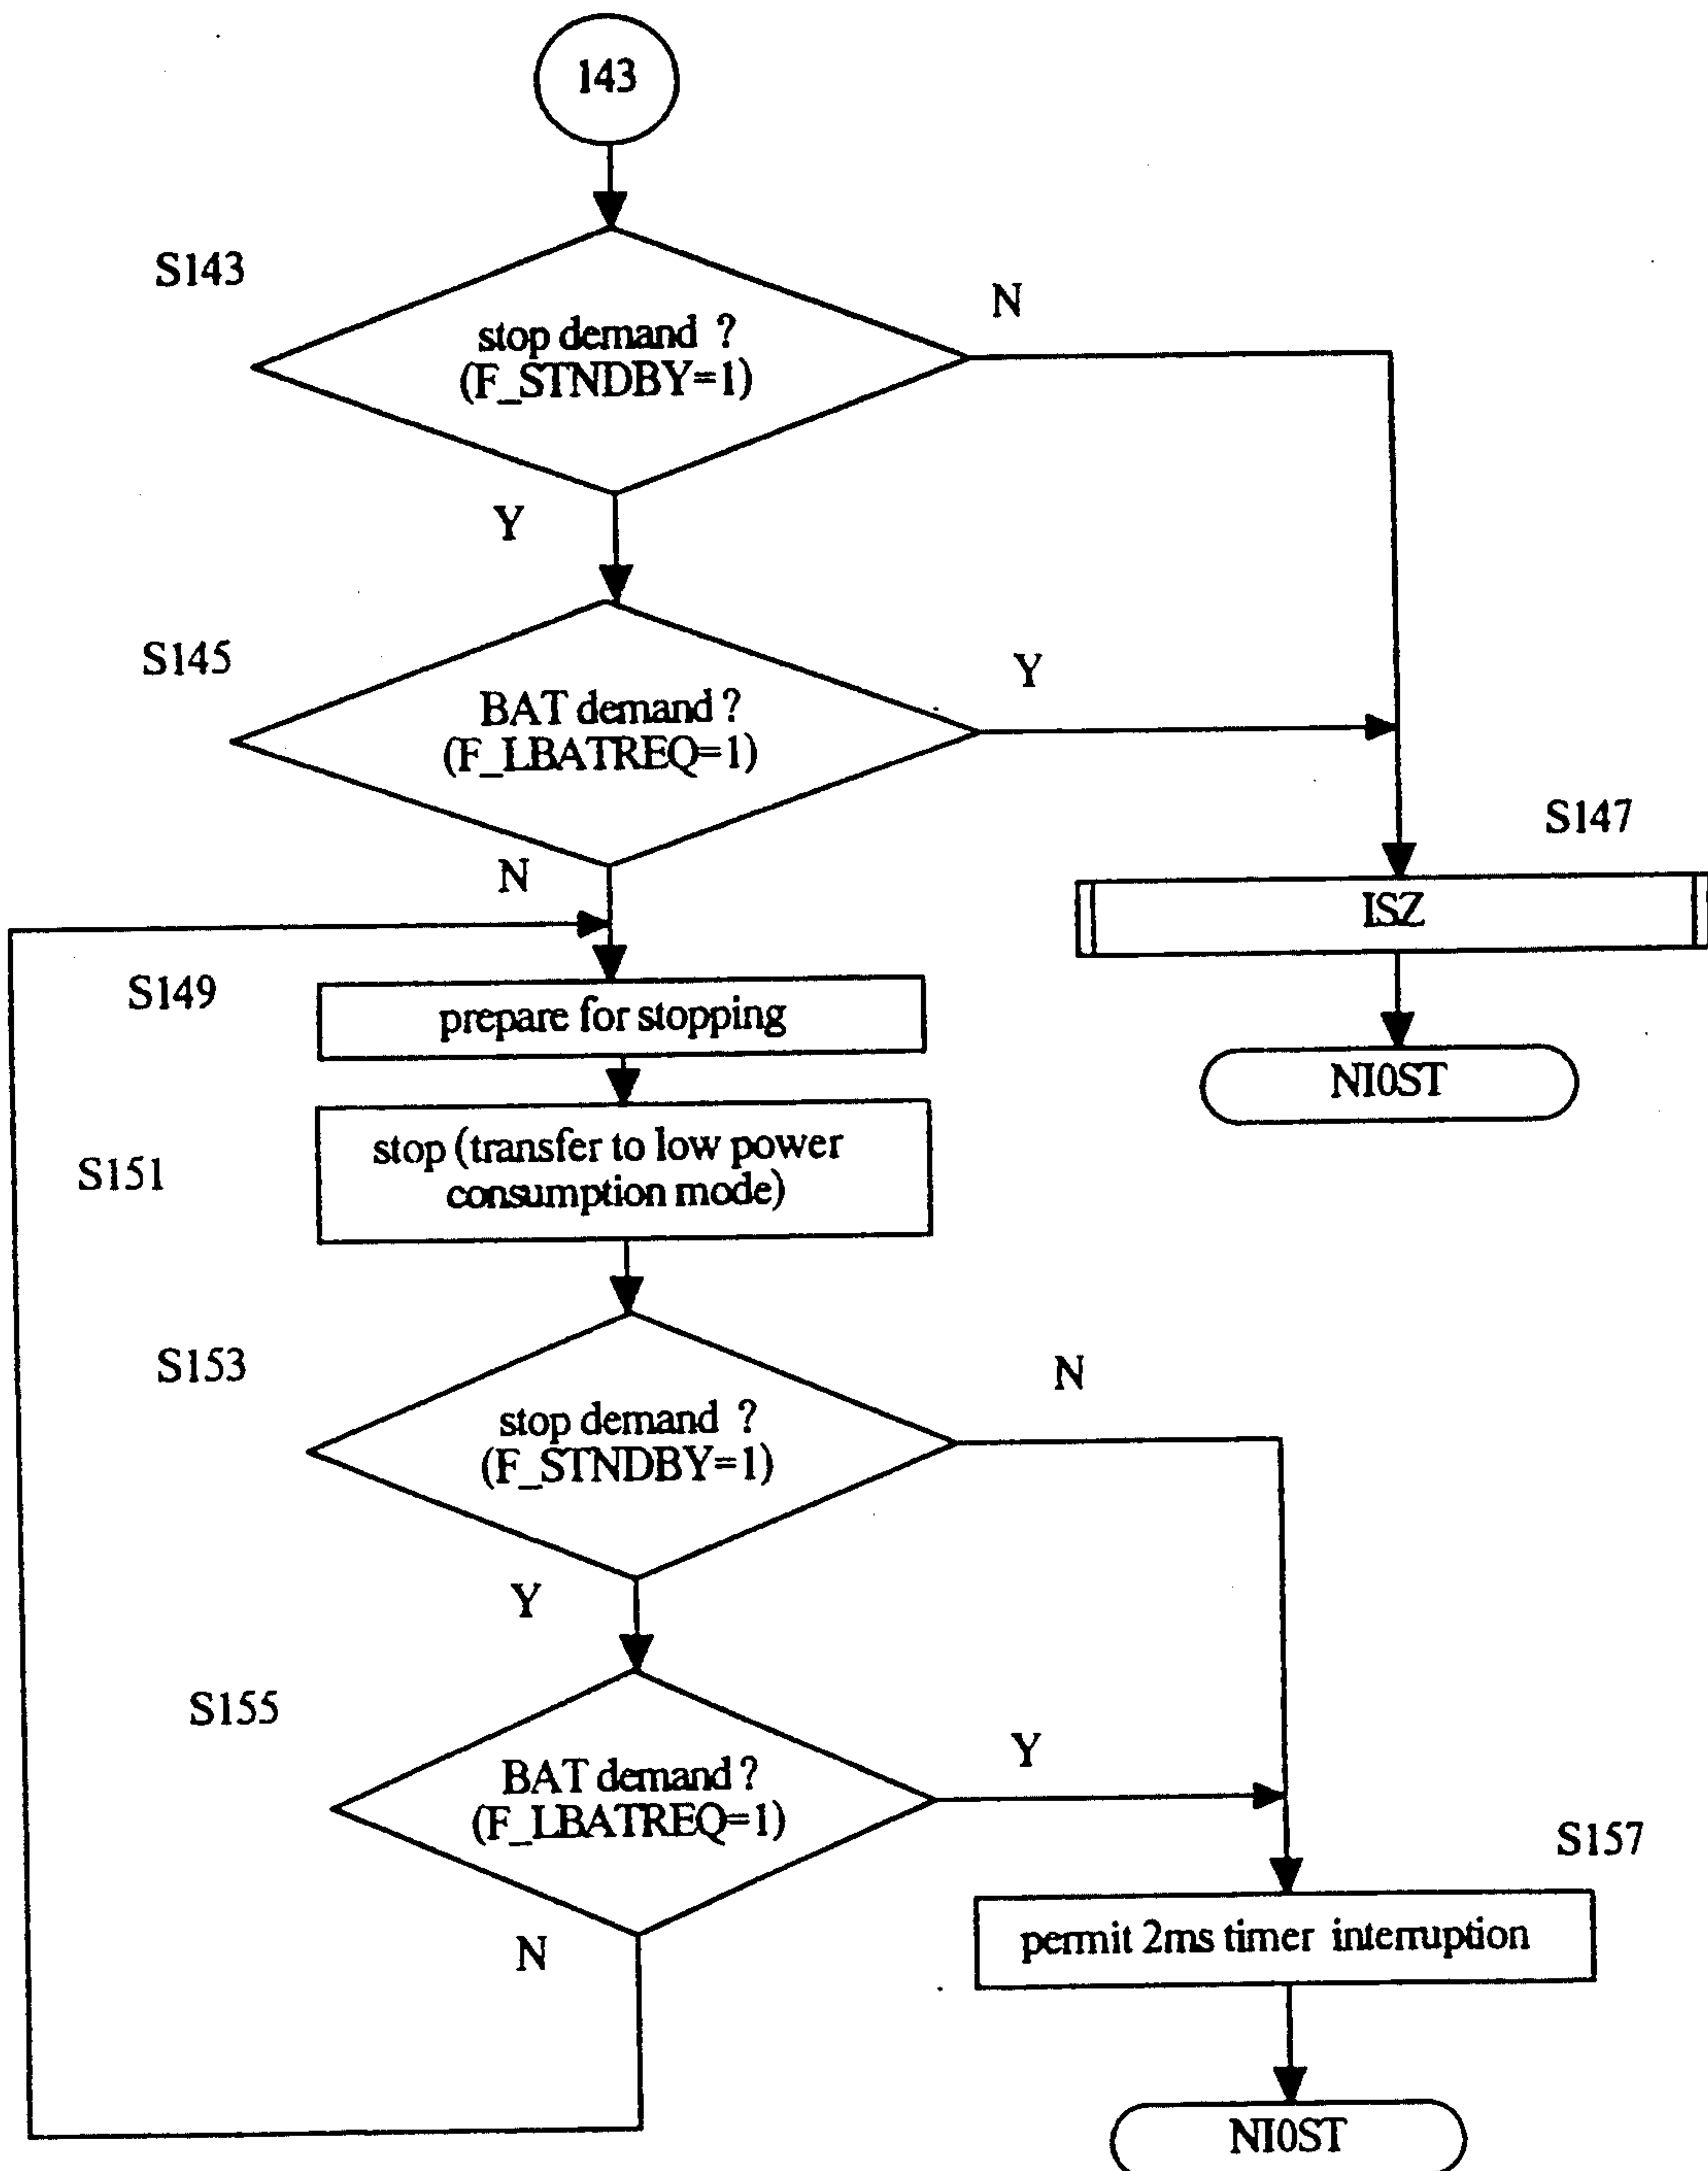 143
S143
stop demand ?
(F_STNDBY=1)
N
Y
S145
BAT demand ?
(F_LBATREQ=1)
Y
N
S147
ISZ
NI0ST
S149
prepare for stopping
S151
stop (transfer to low power
consumption mode)
S153
stop demand ?
(F_STNDBY=1)
N
Y
S155
BAT demand ?
(F_LBATREQ=1)
Y
N
S157
permit 2ms timer interruption
NI0ST